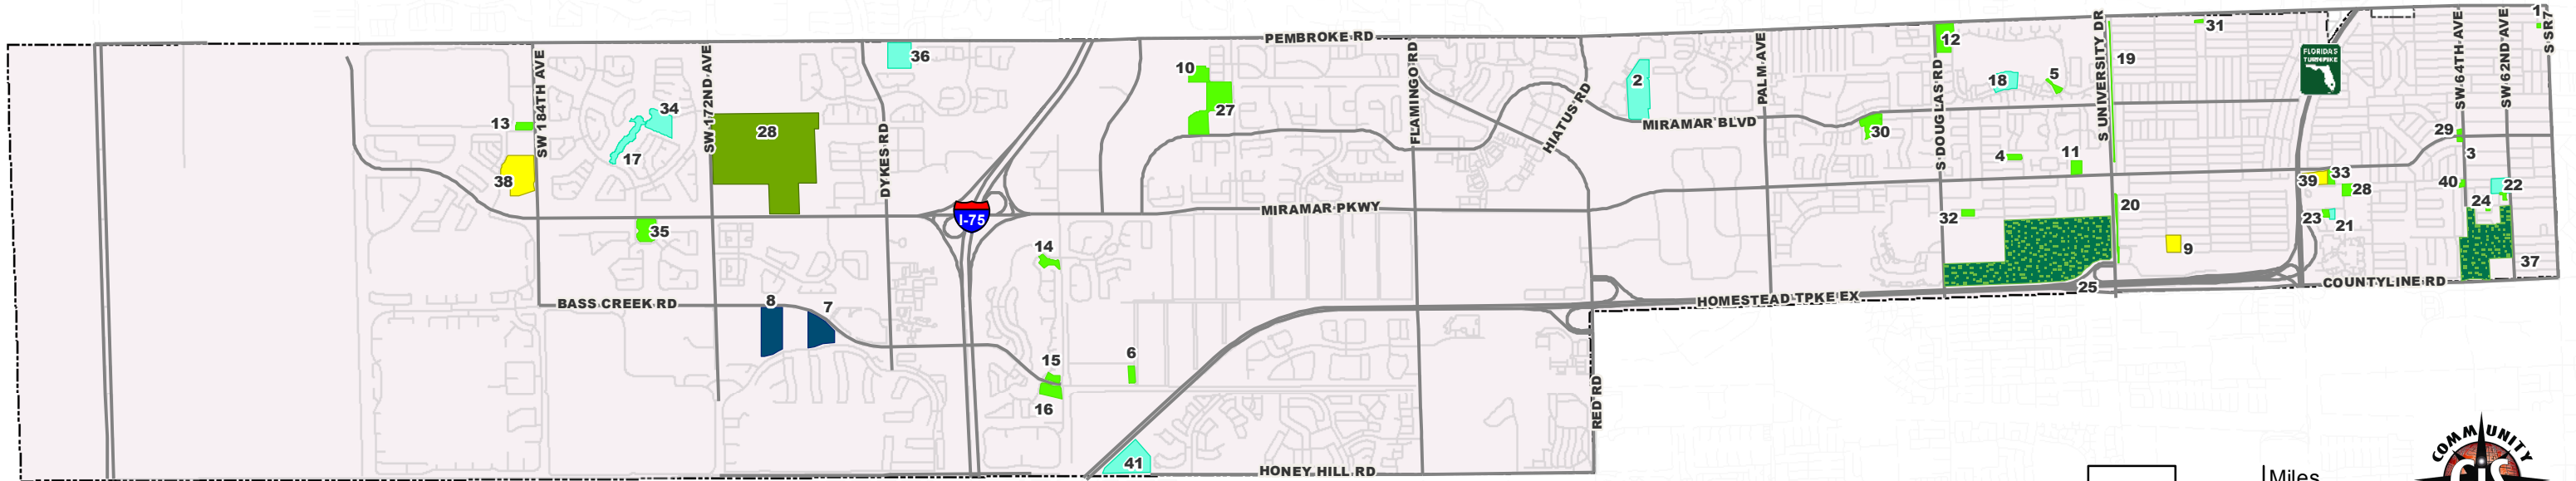 PEMBROKE RD
SW 184TH AVE
SW 172ND AVE
DYKES RD
FLAMINGO RD
HIATUS RD
PALM AVE
MIRAMAR BLVD
S DOUGLAS RD
S UNIVERSITY DR
FLORIDA'S
TURNPIKE
SW 64TH AVE
SW 62ND AVE
S SR7
I-75
MIRAMAR PKWY
BASS CREEK RD
HOMESTEAD TPKE EX
COUNTYLINE RD
RED RD
HONEY HILL RD
36
10
27
2
12
18
5
19
31
1
13
34
17
28
38
35
30
4
11
29
3
33
39
28
40
22
24
23
21
20
32
9
37
25
14
8
7
15
16
6
41
Miles
COMMUNITY
GIS